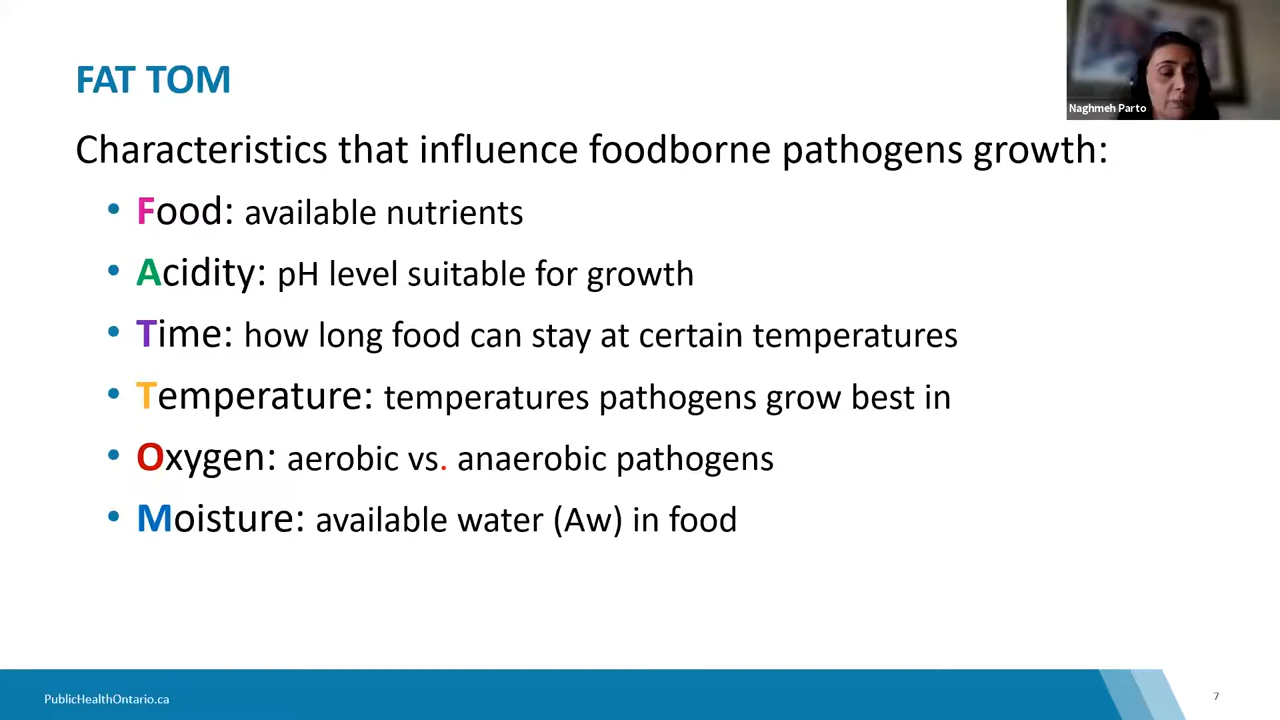 FAT TOM
Naghmeh Parto
Characteristics that influence foodborne pathogens growth:
• Food: available nutrients
• Acidity: pH level suitable for growth
• Time: how long food can stay at certain temperatures
• Temperature: temperatures pathogens grow best in
• Oxygen: aerobic vs. anaerobic pathogens
• Moisture: available water (Aw) in food
PublicHealthOntario.ca
7